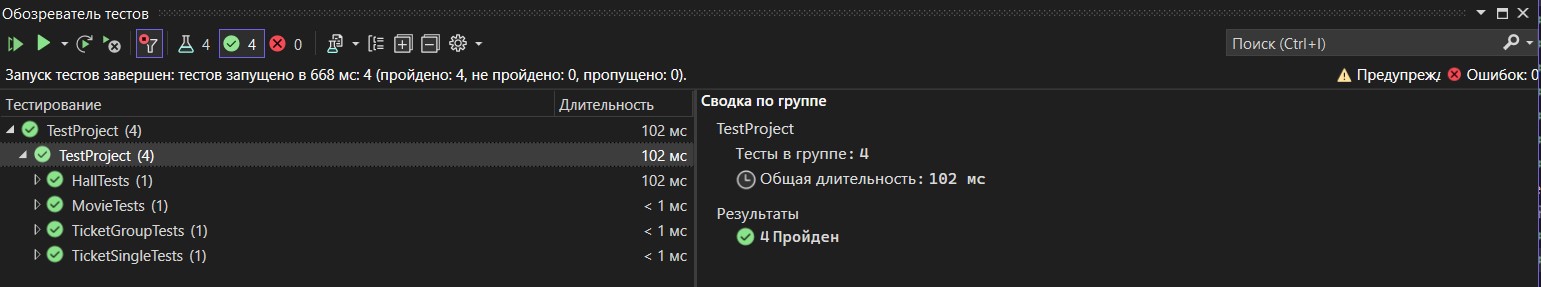 Обозреватель тестов
4 4 0 Поиск (Ctrl+I)
Запуск тестов завершен: тестов запущено в 668 мс: 4 (пройдено: 4, не пройдено: 0, пропущено: 0). Предупреж Ошибок: 0
Тестирование Длительность
TestProject (4) 102 мс
TestProject (4) 102 мс
HallTests (1) 102 мс
MovieTests (1) < 1 мс
TicketGroupTests (1) < 1 мс
TicketSingleTests (1) < 1 мс
Сводка по группе
TestProject
Тесты в группе: 4
Общая длительность: 102 мс
Результаты
4 Пройден